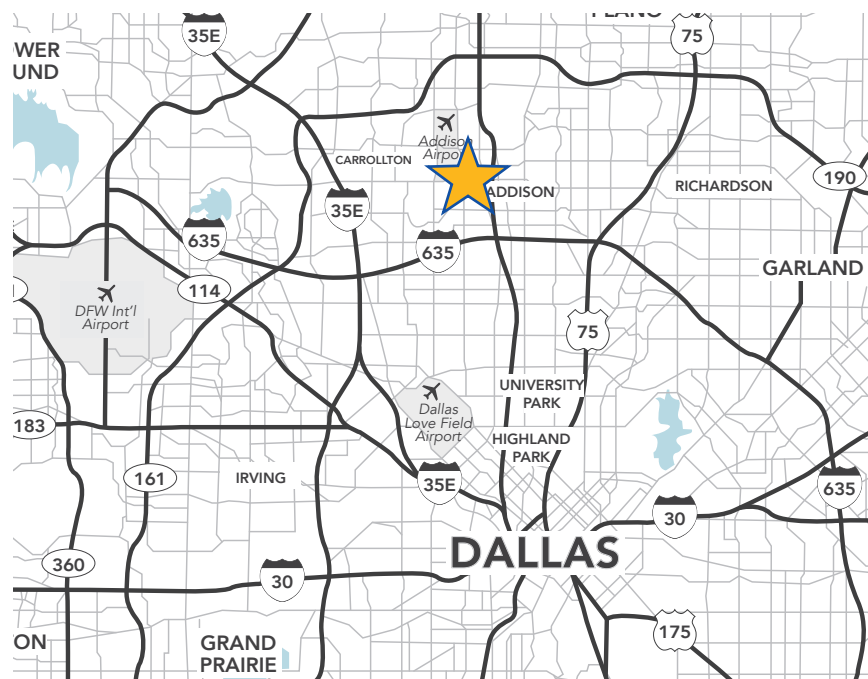 PLANO
35E
75
WER
UND
Addison
Airport
CARROLLTON
ADDISON
RICHARDSON
190
35E
635
635
GARLAND
114
DFW Int'l
Airport
75
UNIVERSITY
PARK
Dallas
Love Field
Airport
183
HIGHLAND
PARK
161
IRVING
35E
635
30
DALLAS
360
30
ON
GRAND
PRAIRIE
175